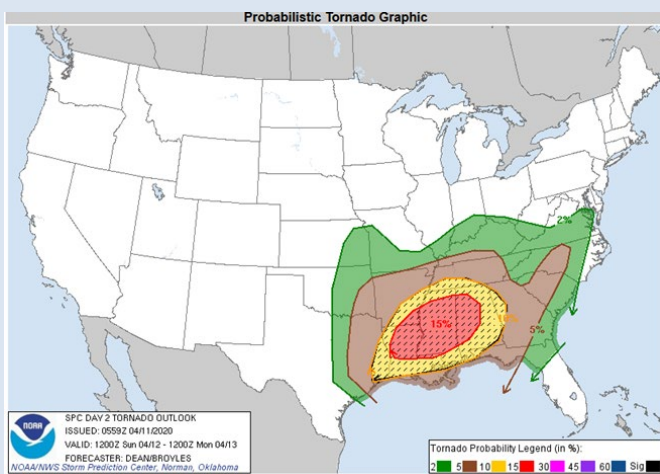 Probabilistic Tornado Graphic
2%
15%
10%
5%
NOAA
SPC DAY 2 TORNADO OUTLOOK
ISSUED: 0559Z 04/11/2020
VALID: 1200Z Sun 04/12 - 1200Z Mon 04/13
FORECASTER: DEAN/BROYLES
NOAA/NWS Storm Prediction Center, Norman, Oklahoma
Tornado Probability Legend (in %):
2 5 10 15 30 45 60 Sig